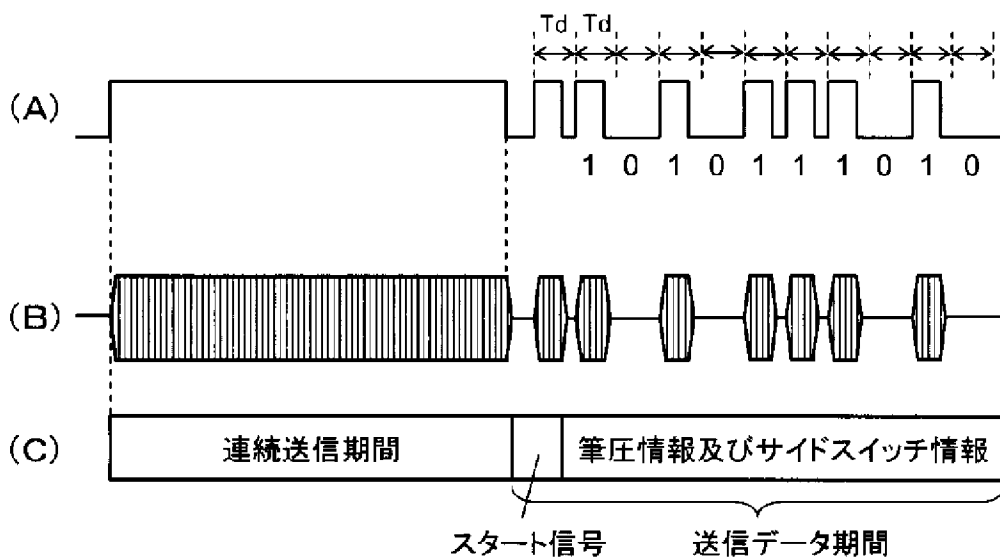 Td Td
(A)
1 0 1 0 1 1 1 0 1 0
(B)
(C) 連続送信期間 筆圧情報及びサイドスイッチ情報
スタート信号 送信データ期間